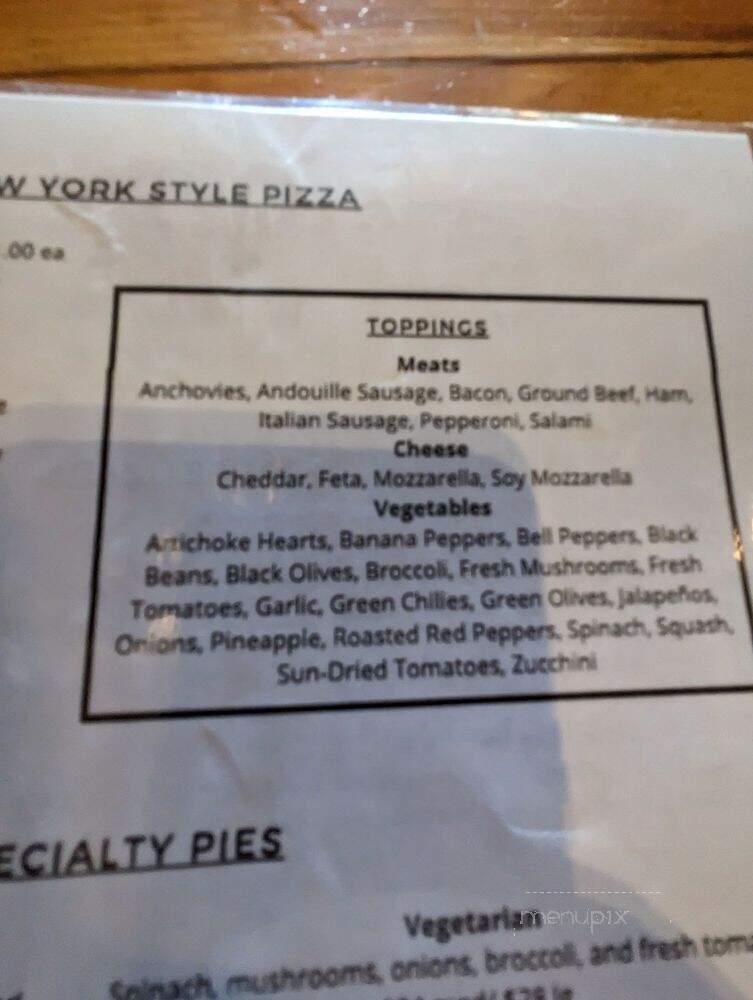 W YORK STYLE PIZZA
.00 ea
TOPPINGS
Meats
Anchovies, Andouille Sausage, Bacon, Ground Beef, Ham,
Italian Sausage, Pepperoni, Salami
Cheese
Cheddar, Feta, Mozzarella, Soy Mozzarella
Vegetables
Artichoke Hearts, Banana Peppers, Bell Peppers, Black
Beans, Black Olives, Broccoli, Fresh Mushrooms, Fresh
Tomatoes, Garlic, Green Chilies, Green Olives, Jalapeños,
Onions, Pineapple, Roasted Red Peppers, Spinach, Squash,
Sun-Dried Tomatoes, Zucchini
ECIALTY PIES
Vegetarian
menupix
Spinach, mushrooms, onions, broccoli, and fresh toma
$28 lg